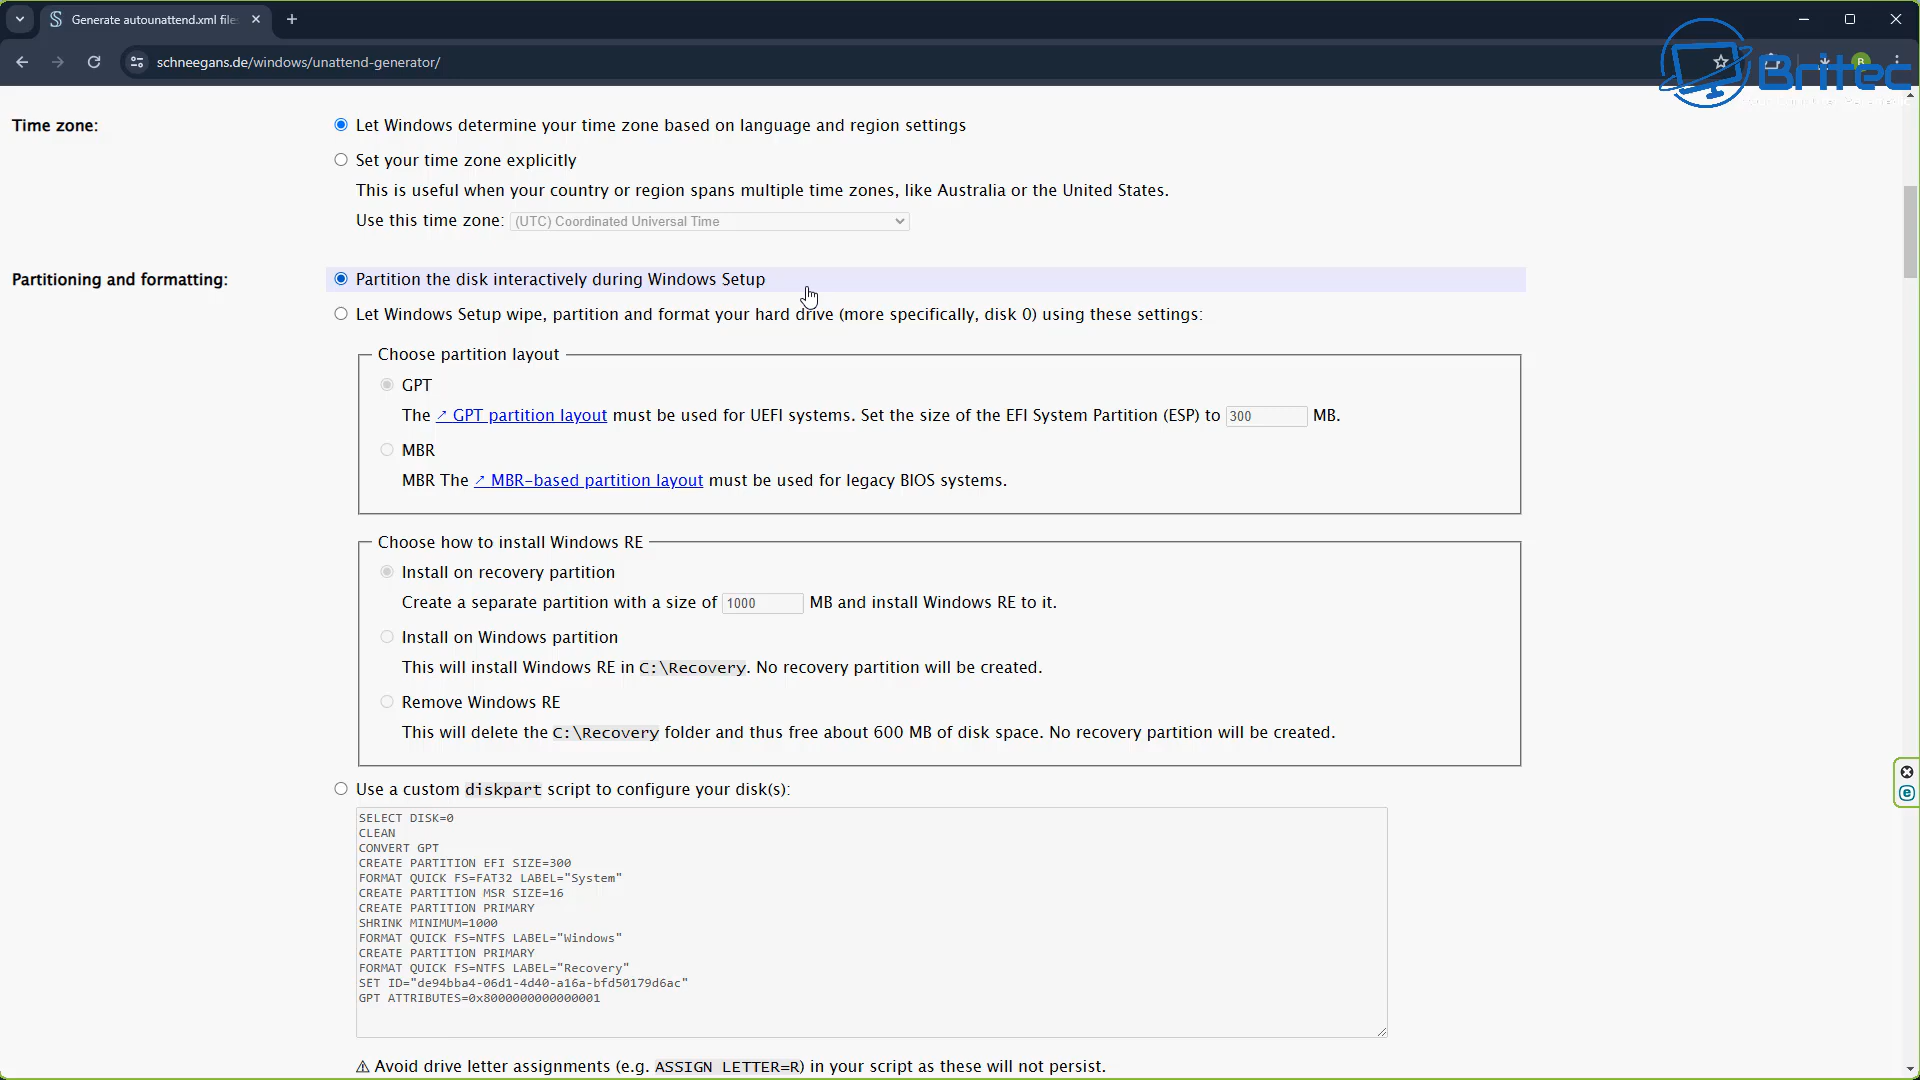 Generate autounattend.xml file
schneegans.de/windows/unattend-generator/
B
Britec
Time zone:
Let Windows determine your time zone based on language and region settings
Set your time zone explicitly
This is useful when your country or region spans multiple time zones, like Australia or the United States.
Use this time zone: (UTC) Coordinated Universal Time
Partitioning and formatting:
Partition the disk interactively during Windows Setup
Let Windows Setup wipe, partition and format your hard drive (more specifically, disk 0) using these settings:
Choose partition layout
GPT
The ↗ GPT partition layout must be used for UEFI systems. Set the size of the EFI System Partition (ESP) to 300 MB.
MBR
MBR The ↗ MBR-based partition layout must be used for legacy BIOS systems.
Choose how to install Windows RE
Install on recovery partition
Create a separate partition with a size of 1000 MB and install Windows RE to it.
Install on Windows partition
This will install Windows RE in C:\Recovery. No recovery partition will be created.
Remove Windows RE
This will delete the C:\Recovery folder and thus free about 600 MB of disk space. No recovery partition will be created.
Use a custom diskpart script to configure your disk(s):
SELECT DISK=0
CLEAN
CONVERT GPT
CREATE PARTITION EFI SIZE=300
FORMAT QUICK FS=FAT32 LABEL="System"
CREATE PARTITION MSR SIZE=16
CREATE PARTITION PRIMARY
SHRINK MINIMUM=1000
FORMAT QUICK FS=NTFS LABEL="Windows"
CREATE PARTITION PRIMARY
FORMAT QUICK FS=NTFS LABEL="Recovery"
SET ID="de94bba4-06d1-4d40-a16a-bfd50179d6ac"
GPT ATTRIBUTES=0x8000000000000001
⚠ Avoid drive letter assignments (e.g. ASSIGN LETTER=R) in your script as these will not persist.